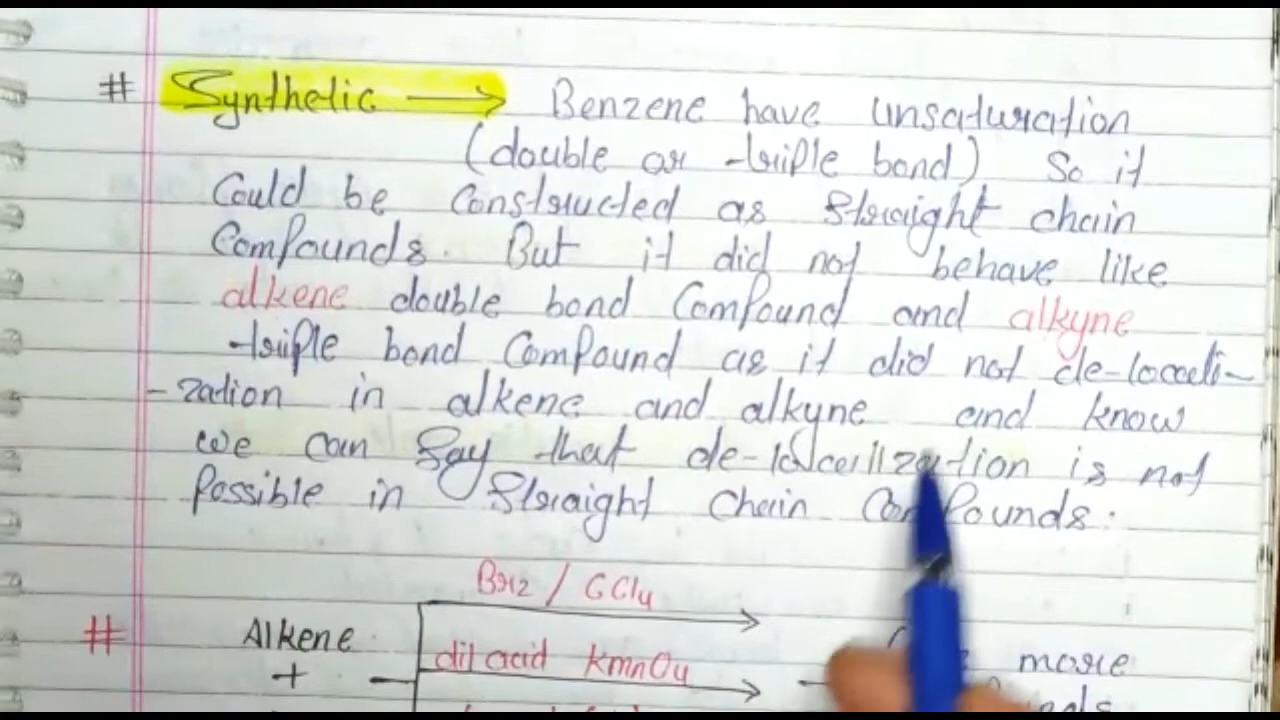 # Synthetic → Benzene have unsaturation
(double or triple bond) So it
Could be Constructed as Straight chain
Compounds. But it did not behave like
alkene double bond Compound and alkyne
triple bond Compound as it did not de-locali-
-zation in alkene and alkyne and know
we can Say that de-localization is not
Possible in Straight Chain Compounds.
Br2 / CCl4
# Alkene
dil acid kmnO4
more
+